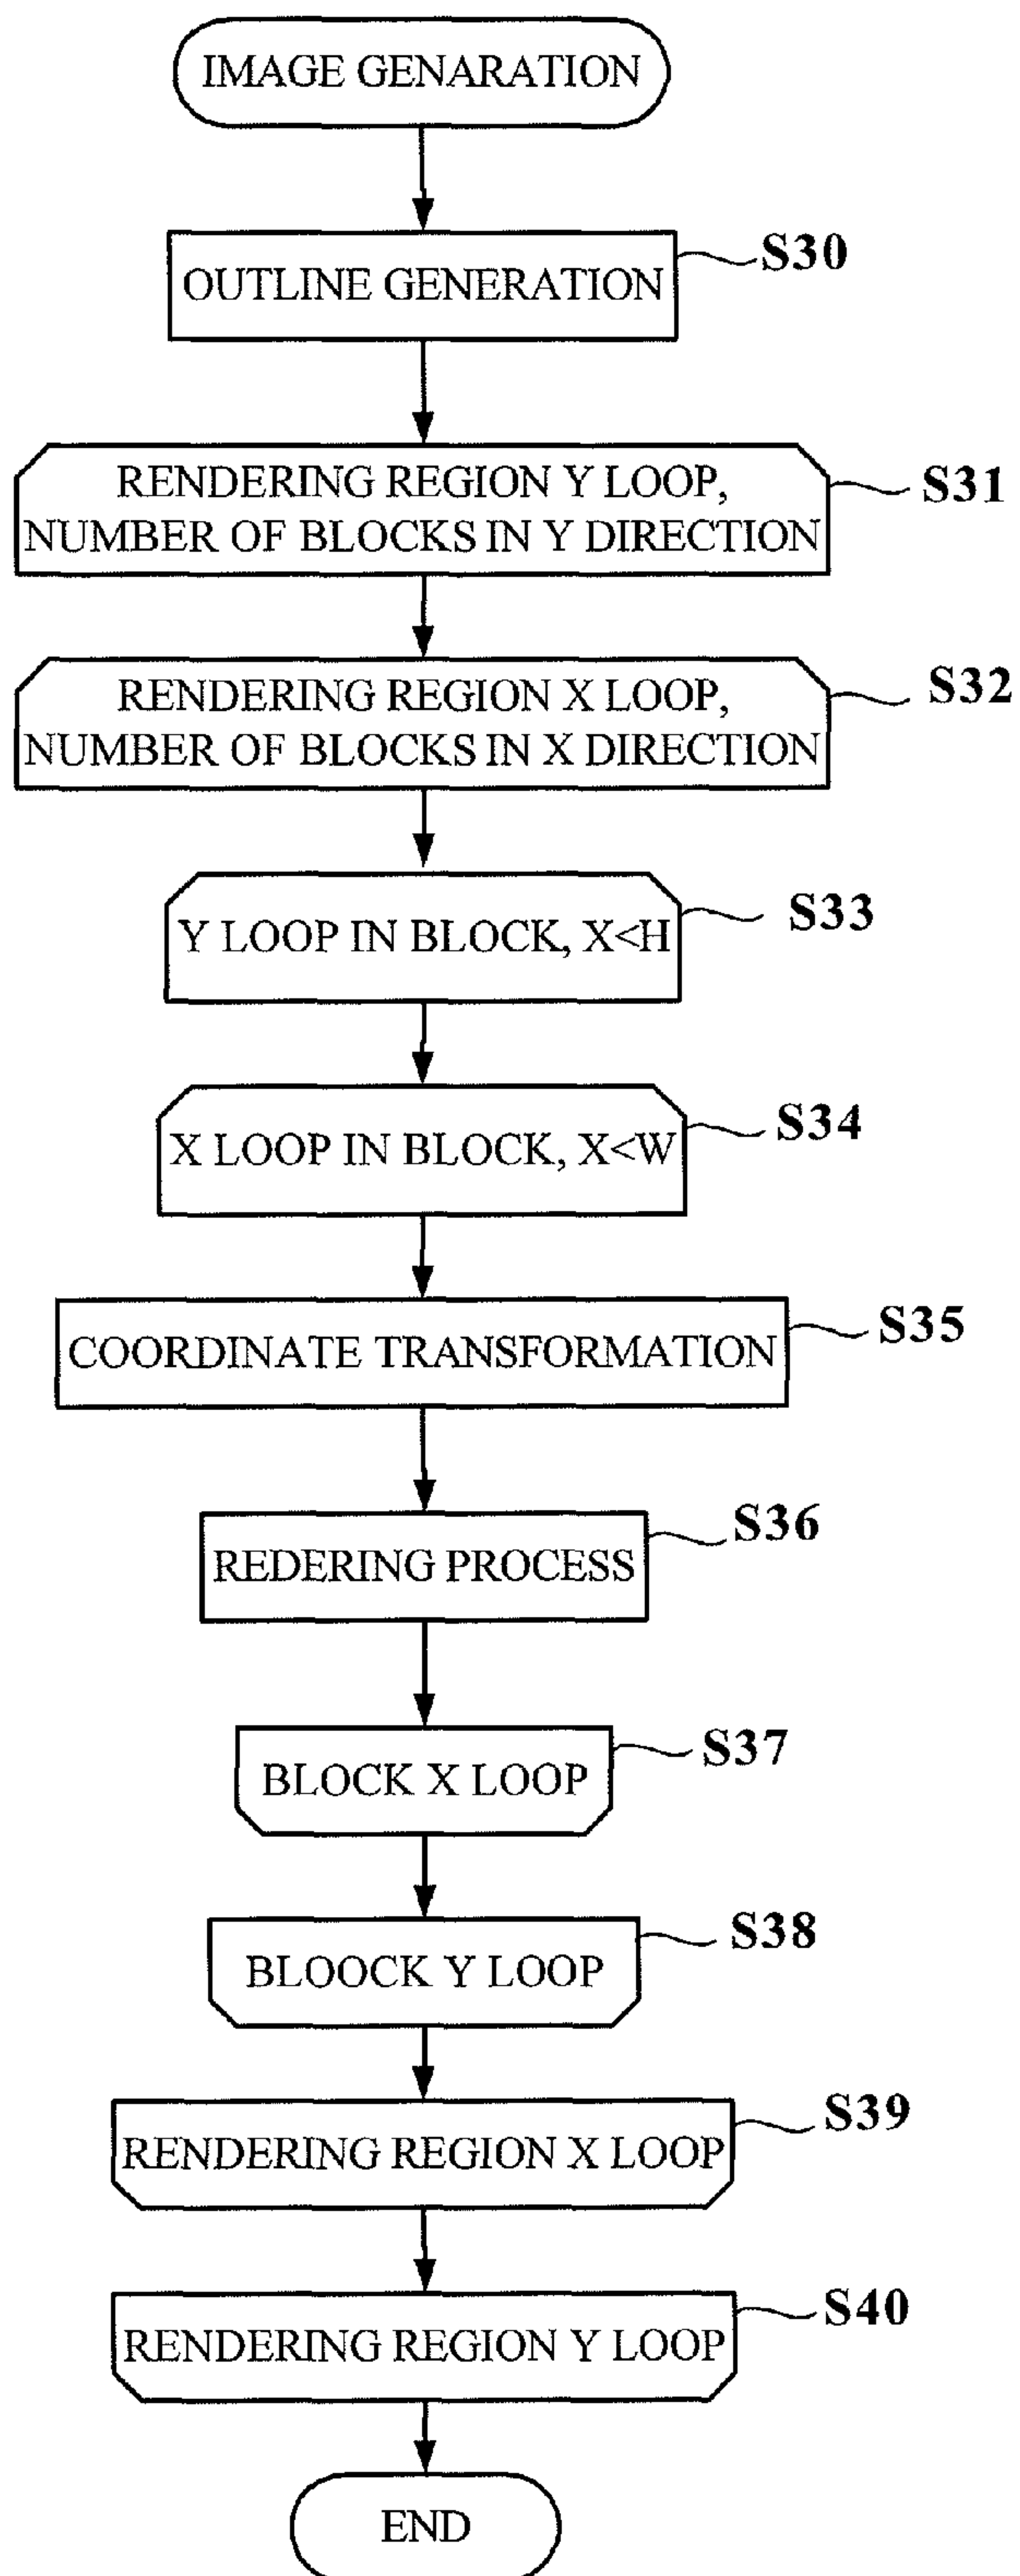 IMAGE GENARATION
OUTLINE GENERATION
S30
RENDERING REGION Y LOOP,
NUMBER OF BLOCKS IN Y DIRECTION
S31
RENDERING REGION X LOOP,
NUMBER OF BLOCKS IN X DIRECTION
S32
Y LOOP IN BLOCK, X<H
S33
X LOOP IN BLOCK, X<W
S34
COORDINATE TRANSFORMATION
S35
REDERING PROCESS
S36
BLOCK X LOOP
S37
BLOOCK Y LOOP
S38
RENDERING REGION X LOOP
S39
RENDERING REGION Y LOOP
S40
END